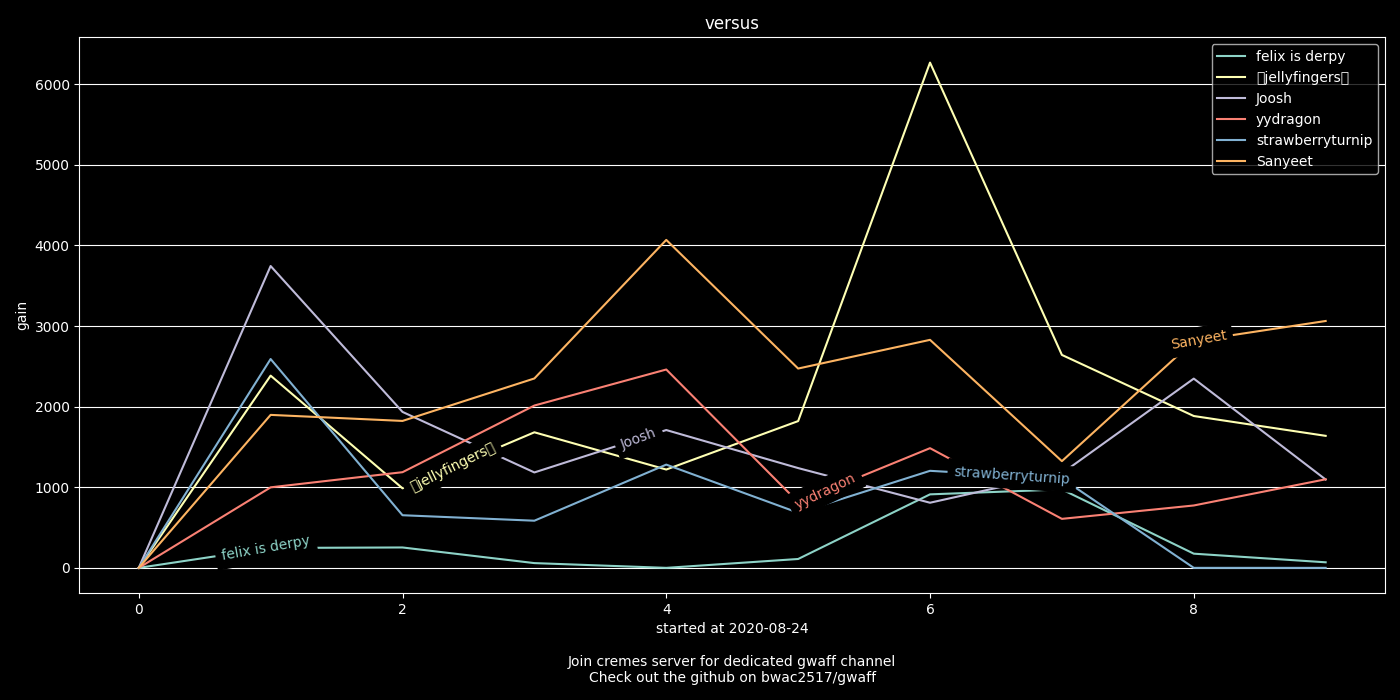 versus
felix is derpy
jellyfingers
Joosh
yydragon
strawberryturnip
Sanyeet
6000
5000
4000
3000
2000
1000
0
gain
felix is derpy
jellyfingers
Joosh
yydragon
strawberryturnip
Sanyeet
0 2 4 6 8
started at 2020-08-24
Join cremes server for dedicated gwaff channel
Check out the github on bwac2517/gwaff